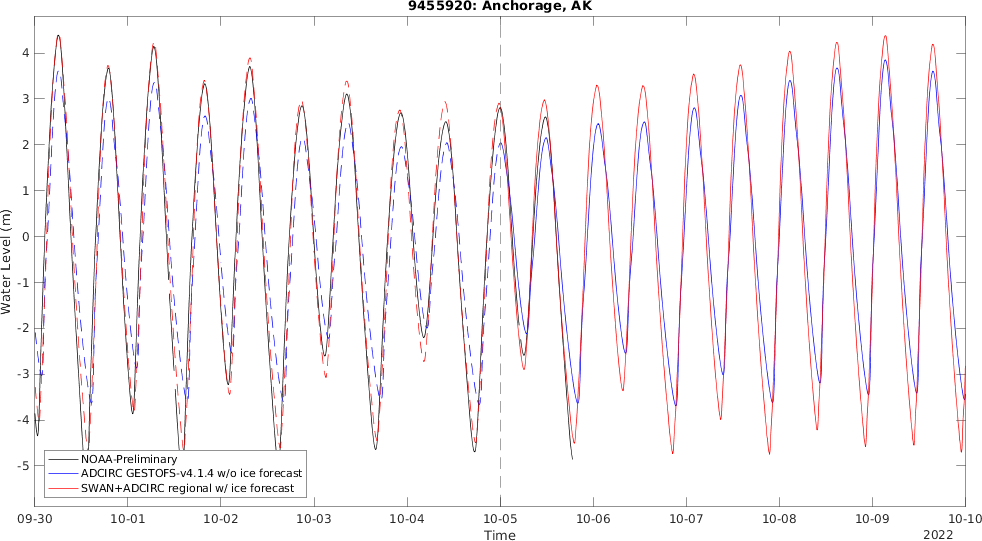 9455920: Anchorage, AK
Water Level (m)
4
3
2
1
0
-1
-2
-3
-4
-5
NOAA-Preliminary
ADCIRC GESTOFS-v4.1.4 w/o ice forecast
SWAN+ADCIRC regional w/ ice forecast
09-30 10-01 10-02 10-03 10-04 10-05 10-06 10-07 10-08 10-09 10-10
Time
2022